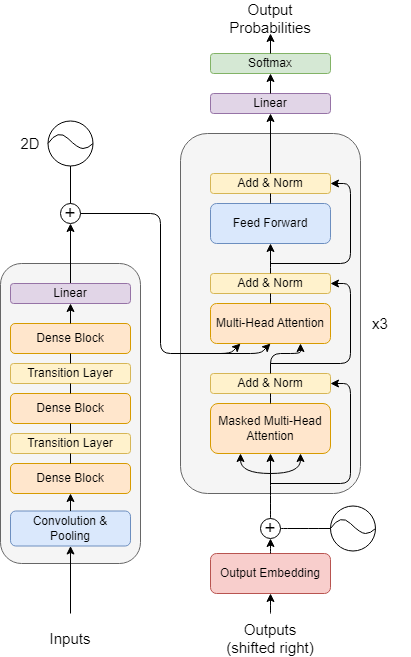 Output
Probabilities
Softmax
Linear
Add & Norm
Feed Forward
Add & Norm
Multi-Head Attention
x3
Add & Norm
Masked Multi-Head
Attention
Output Embedding
Outputs
(shifted right)
2D
Linear
Dense Block
Transition Layer
Dense Block
Transition Layer
Dense Block
Convolution &
Pooling
Inputs